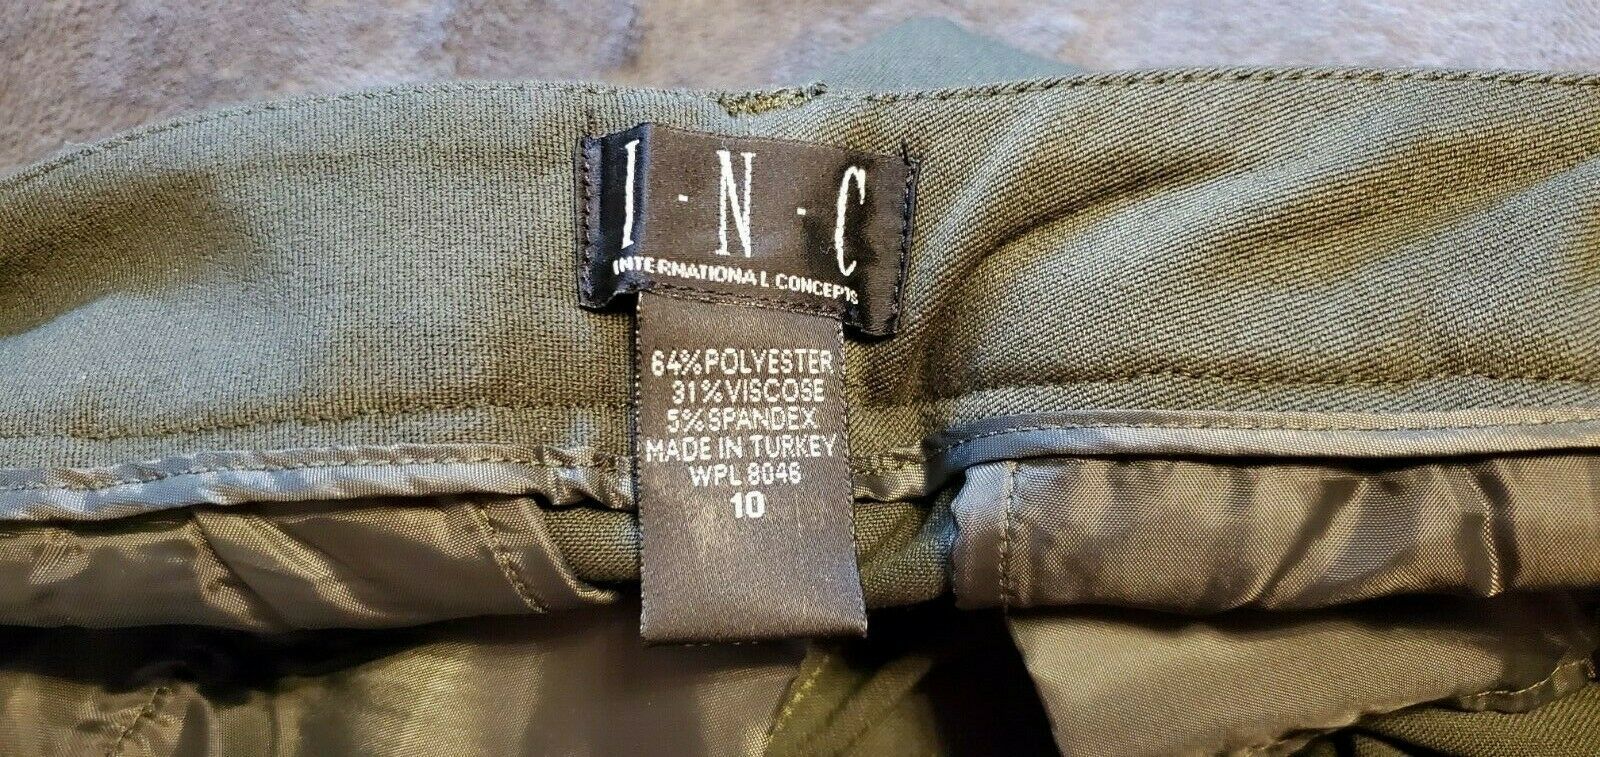 I-N-C
INTERNATIONAL CONCEPTS
64%POLYESTER
31%VISCOSE
5%SPANDEX
MADE IN TURKEY
WPL 8046
10